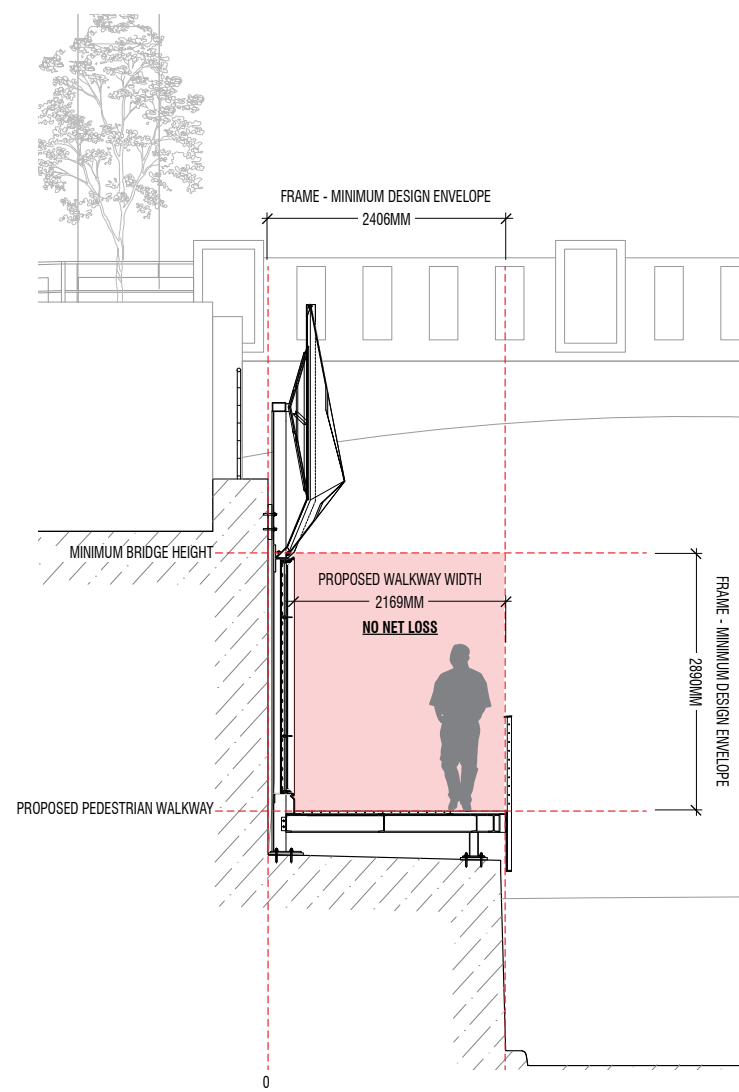 FRAME - MINIMUM DESIGN ENVELOPE
2406MM
MINIMUM BRIDGE HEIGHT
PROPOSED WALKWAY WIDTH
2169MM
NO NET LOSS
FRAME - MINIMUM DESIGN ENVELOPE
2890MM
PROPOSED PEDESTRIAN WALKWAY
0